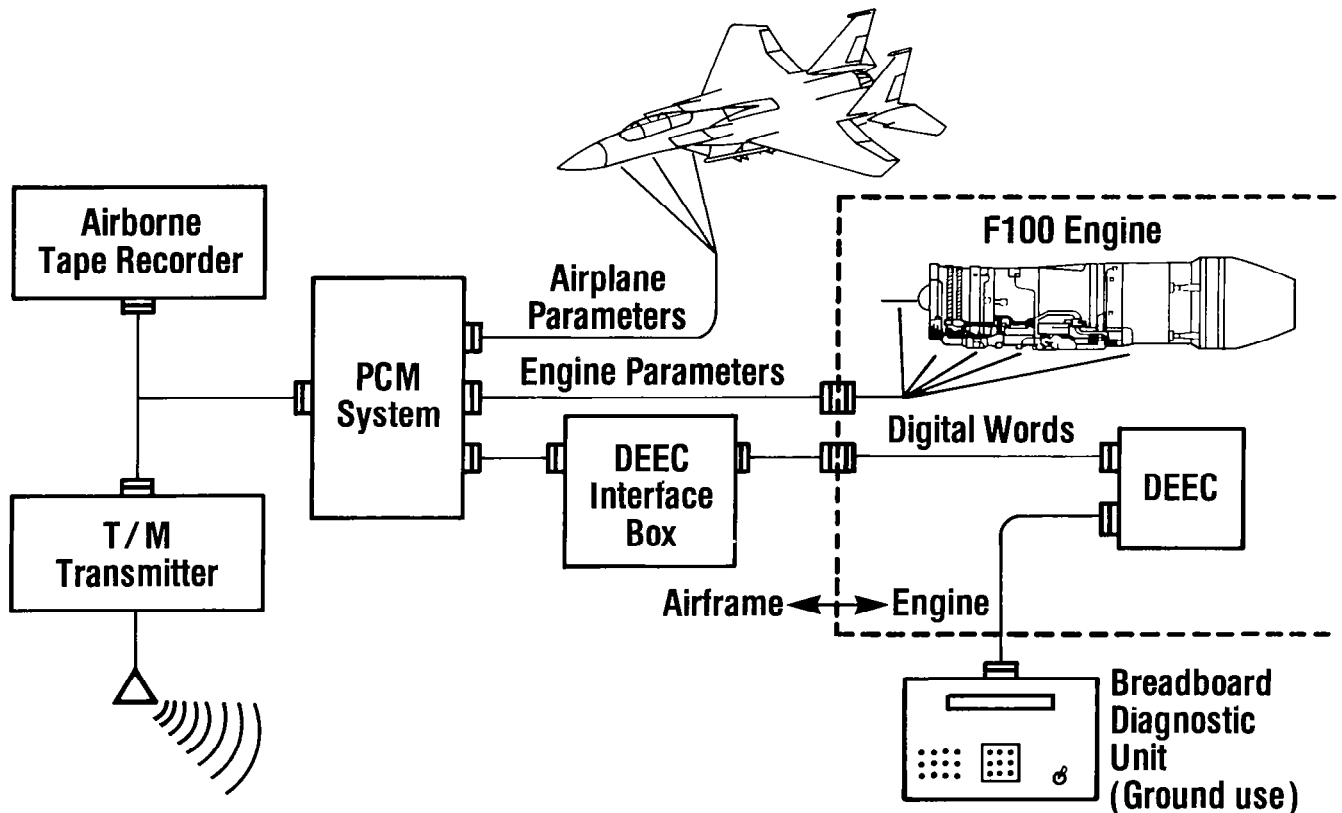 Airborne
Tape Recorder
Airplane
Parameters
F100 Engine
PCM
System
Engine Parameters
Digital Words
DEEC
Interface
Box
DEEC
T/M
Transmitter
Airframe
Engine
Breadboard
Diagnostic
Unit
(Ground use)